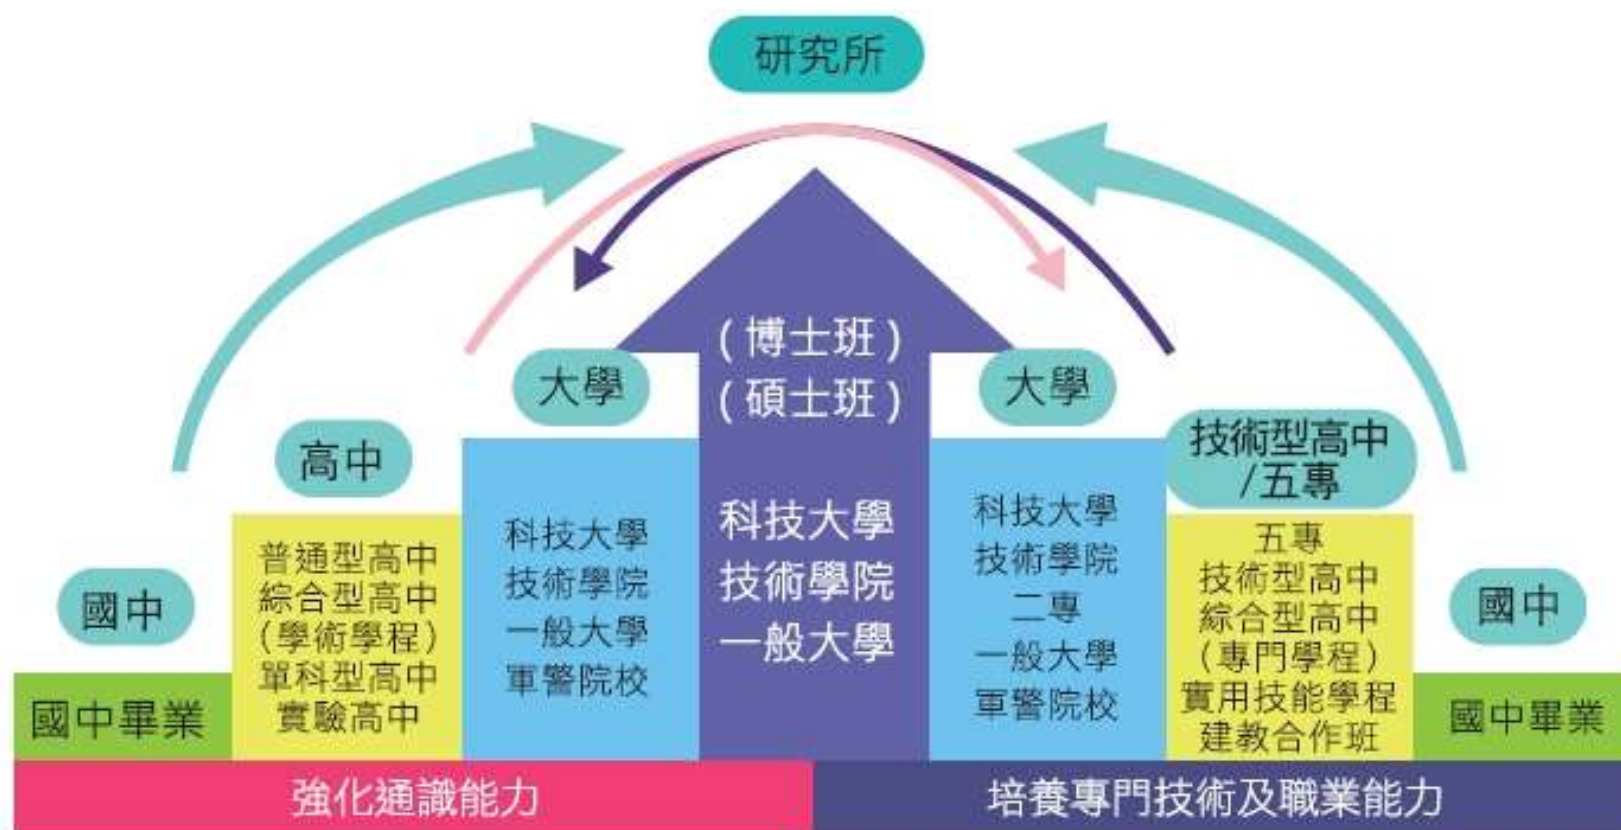 研究所
國中
國中畢業
高中
普通型高中
綜合型高中
(學術學程)
單科型高中
實驗高中
大學
科技大學
技術學院
一般大學
軍警院校
(博士班)
(碩士班)
科技大學
技術學院
一般大學
大學
科技大學
技術學院
二專
一般大學
軍警院校
技術型高中
/五專
五專
技術型高中
綜合型高中
(專門學程)
實用技能學程
建教合作班
國中
國中畢業
強化通識能力
培養專門技術及職業能力